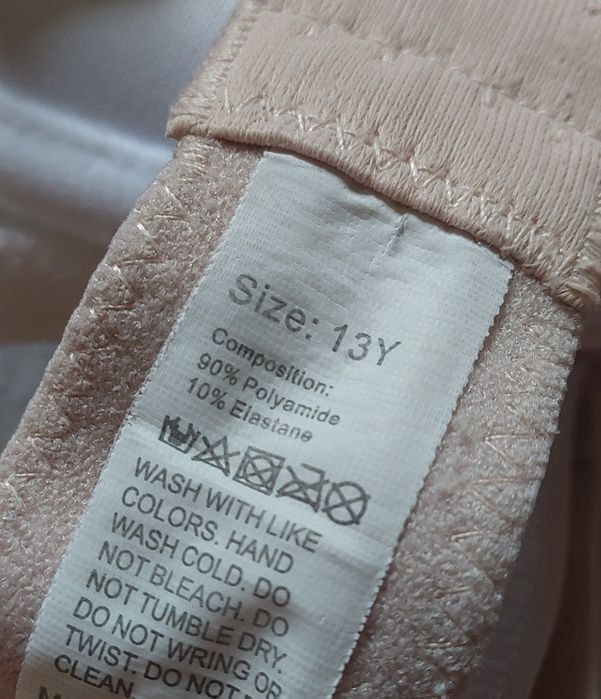 Size: 13Y
Composition:
90% Polyamide
10% Elastane
WASH WITH LIKE
COLORS. HAND
WASH COLD. DO
NOT BLEACH. DO
NOT TUMBLE DRY.
DO NOT WRING OR
TWIST. DO NOT
CLEAN.